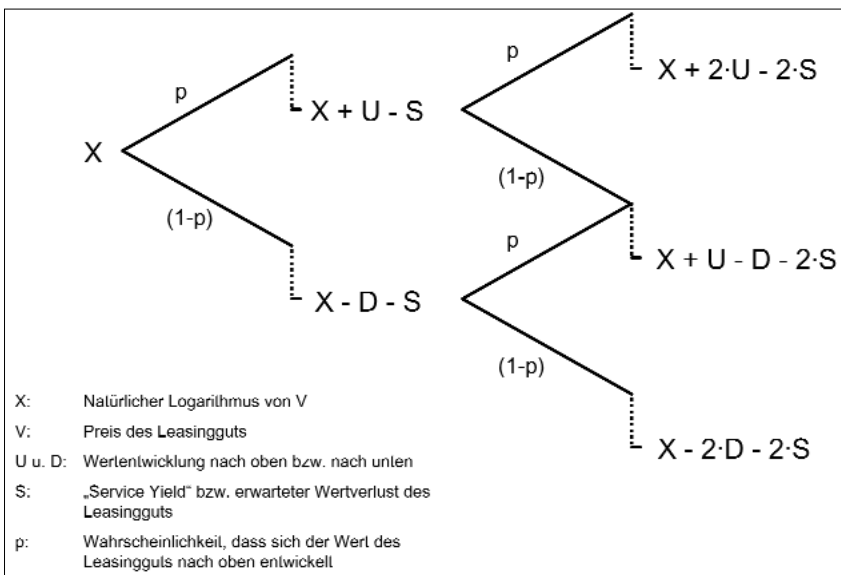 p
X + 2·U - 2·S
p
X + U - S
X
(1-p)
(1-p)
p
X + U - D - 2·S
X - D - S
(1-p)
X: Natürlicher Logarithmus von V
V: Preis des Leasingguts
X - 2·D - 2·S
U u. D: Wertentwicklung nach oben bzw. nach unten
S: „Service Yield“ bzw. erwarteter Wertverlust des
Leasingguts
p: Wahrscheinlichkeit, dass sich der Wert des
Leasingguts nach oben entwickelt